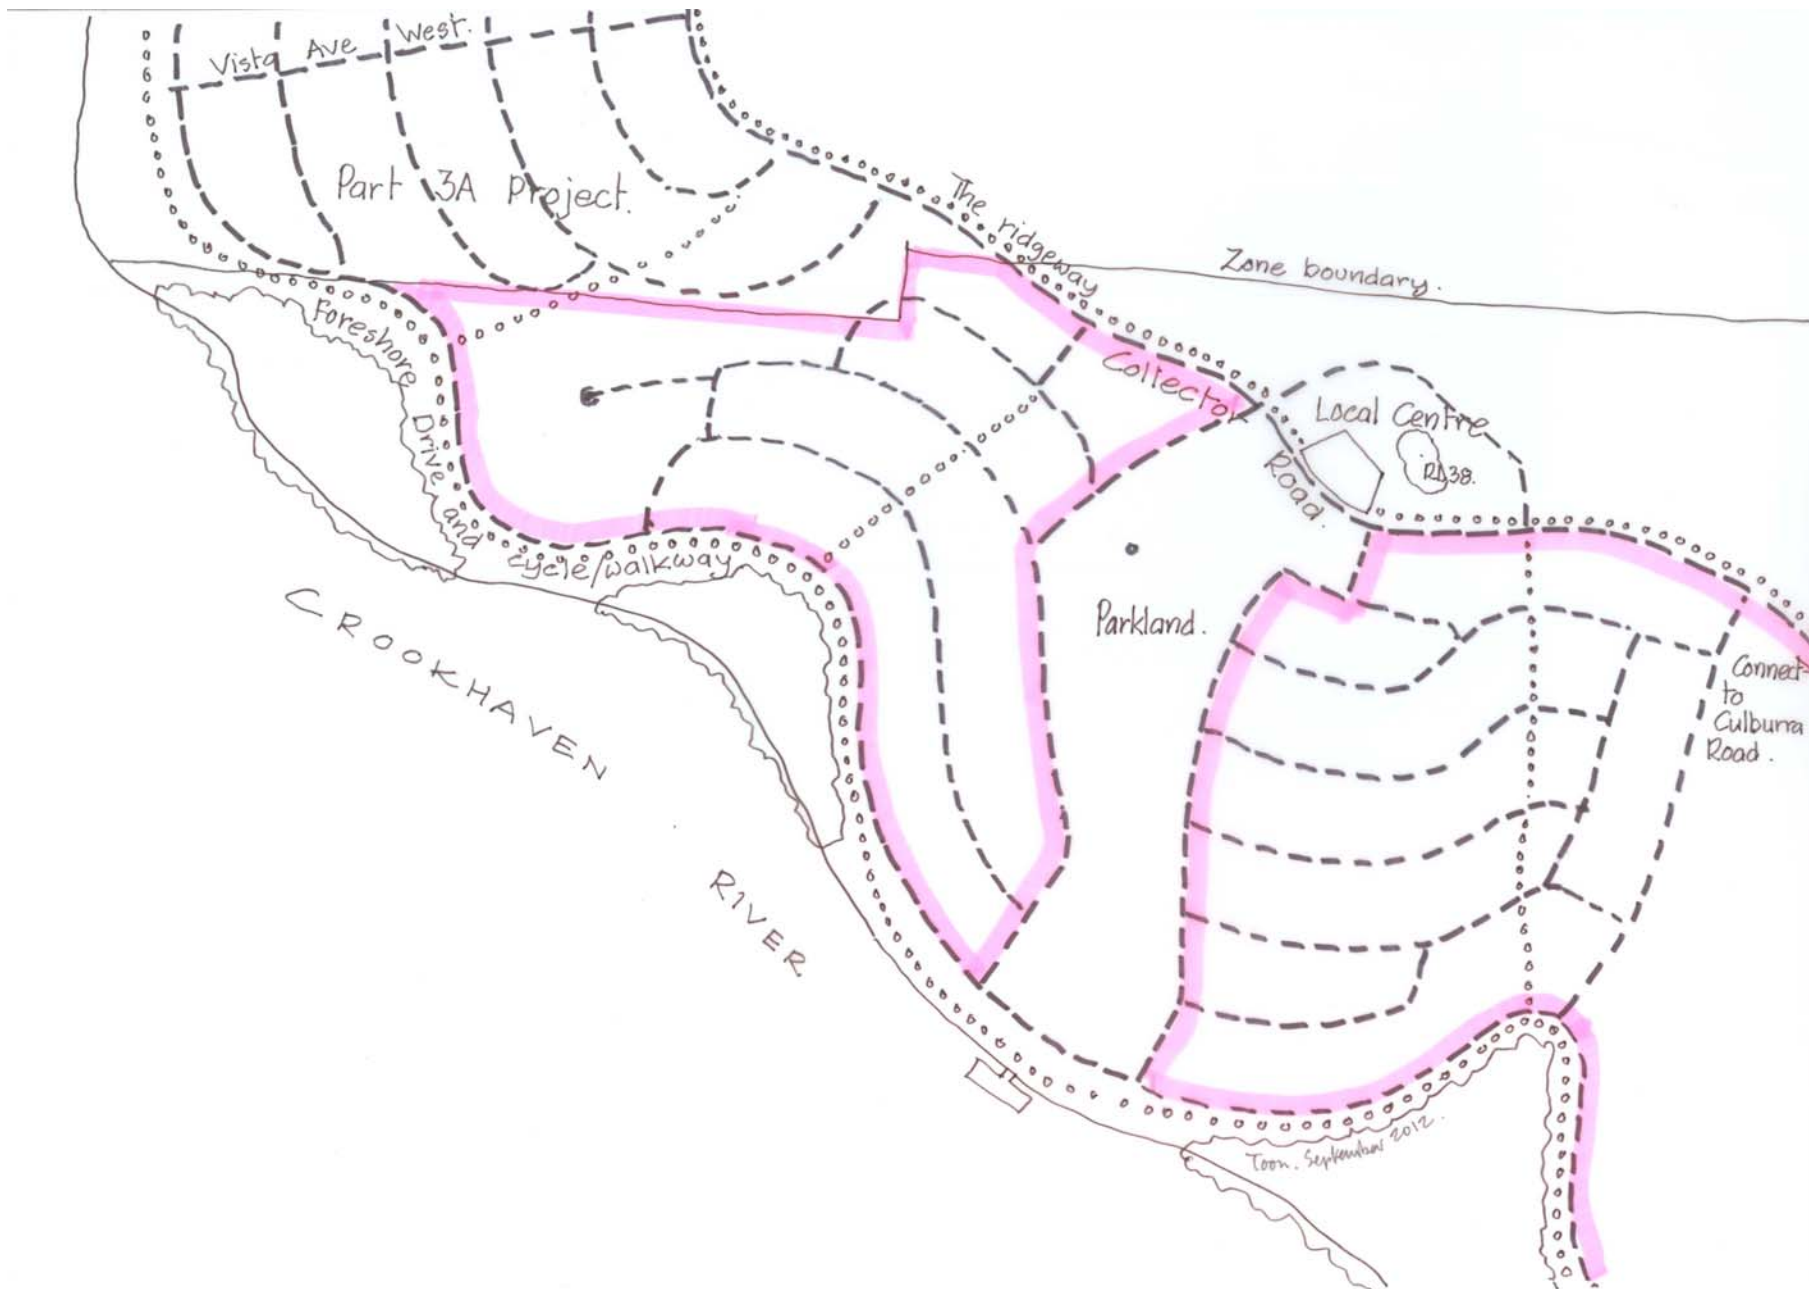 Vista Ave West.
Part 3A Project.
The ridgeway
Zone boundary.
Foreshore Drive and cycle/walkway
Collector Road.
Local Centre
RL38.
Parkland.
Connect
to
Culburra
Road.
CROOKHAVEN RIVER
Toon. September 2012.